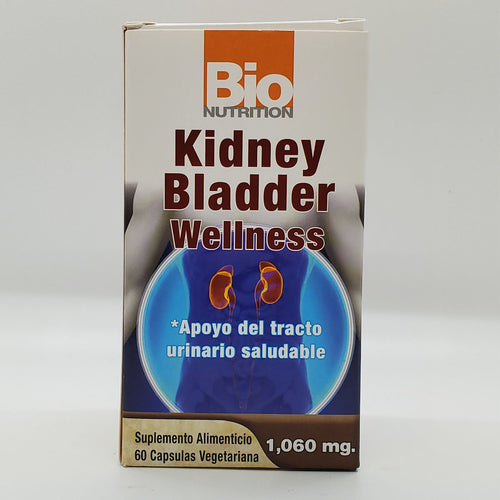 Bio
NUTRITION
Kidney
Bladder
Wellness
*Apoyo del tracto
urinario saludable
Suplemento Alimenticio
60 Capsulas Vegetariana
1,060 mg.